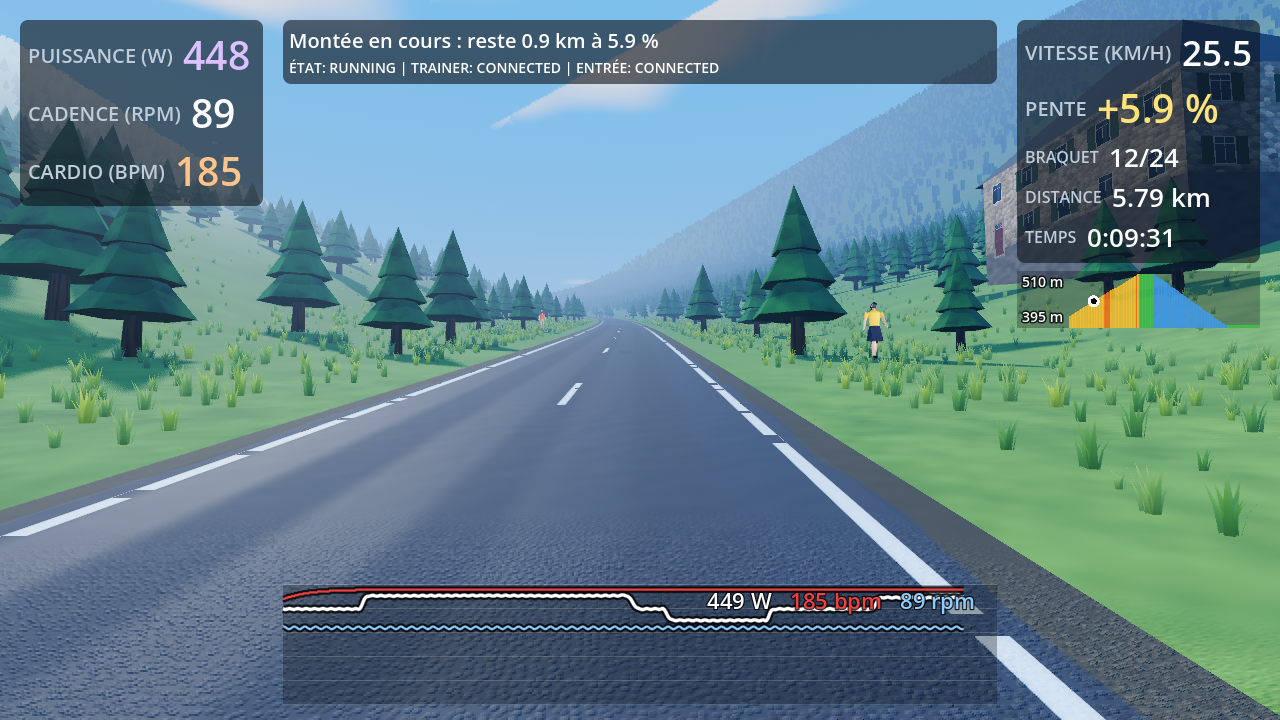 PUISSANCE (W) 448
CADENCE (RPM) 89
CARDIO (BPM) 185
Montée en cours : reste 0.9 km à 5.9 %
ÉTAT: RUNNING | TRAINER: CONNECTED | ENTRÉE: CONNECTED
VITESSE (KM/H) 25.5
PENTE +5.9 %
BRAQUET 12/24
DISTANCE 5.79 km
TEMPS 0:09:31
510 m
395 m
449 W 185 bpm 89 rpm